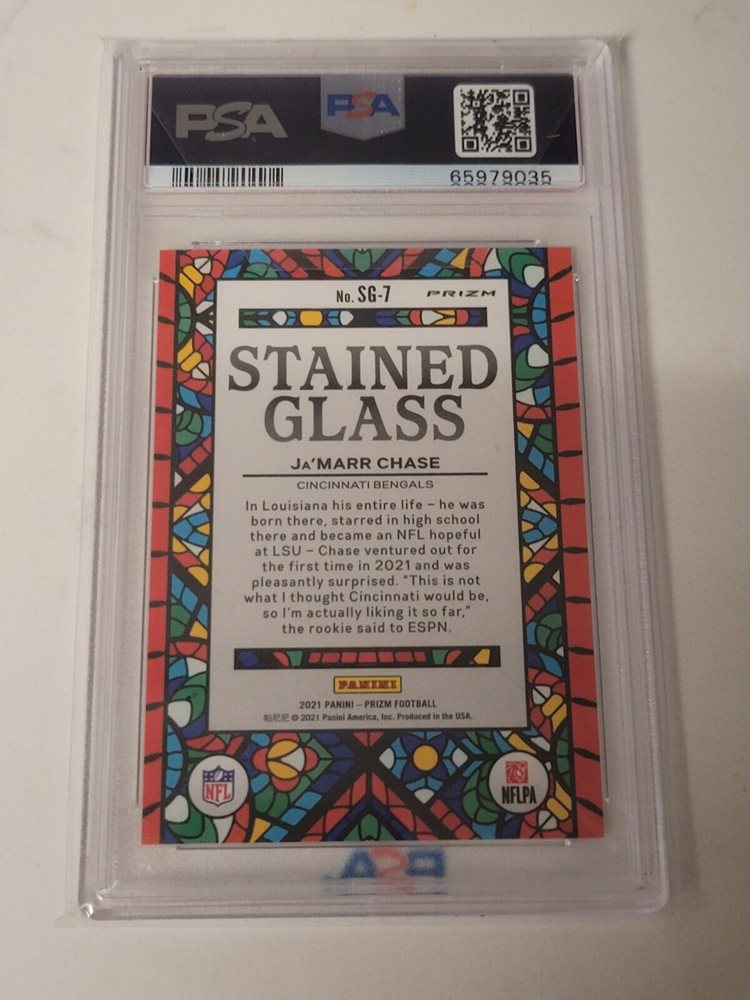 PSA
PSA
65979035
No. SG-7
PRIZM
STAINED
GLASS
JA'MARR CHASE
CINCINNATI BENGALS
In Louisiana his entire life – he was
born there, starred in high school
there and became an NFL hopeful
at LSU – Chase ventured out for
the first time in 2021 and was
pleasantly surprised. "This is not
what I thought Cincinnati would be,
so I'm actually liking it so far,"
the rookie said to ESPN.
PANINI
2021 PANINI – PRIZM FOOTBALL
帕尼尼 © 2021 Panini America, Inc. Produced in the USA.
NFL
NFLPA
PSA